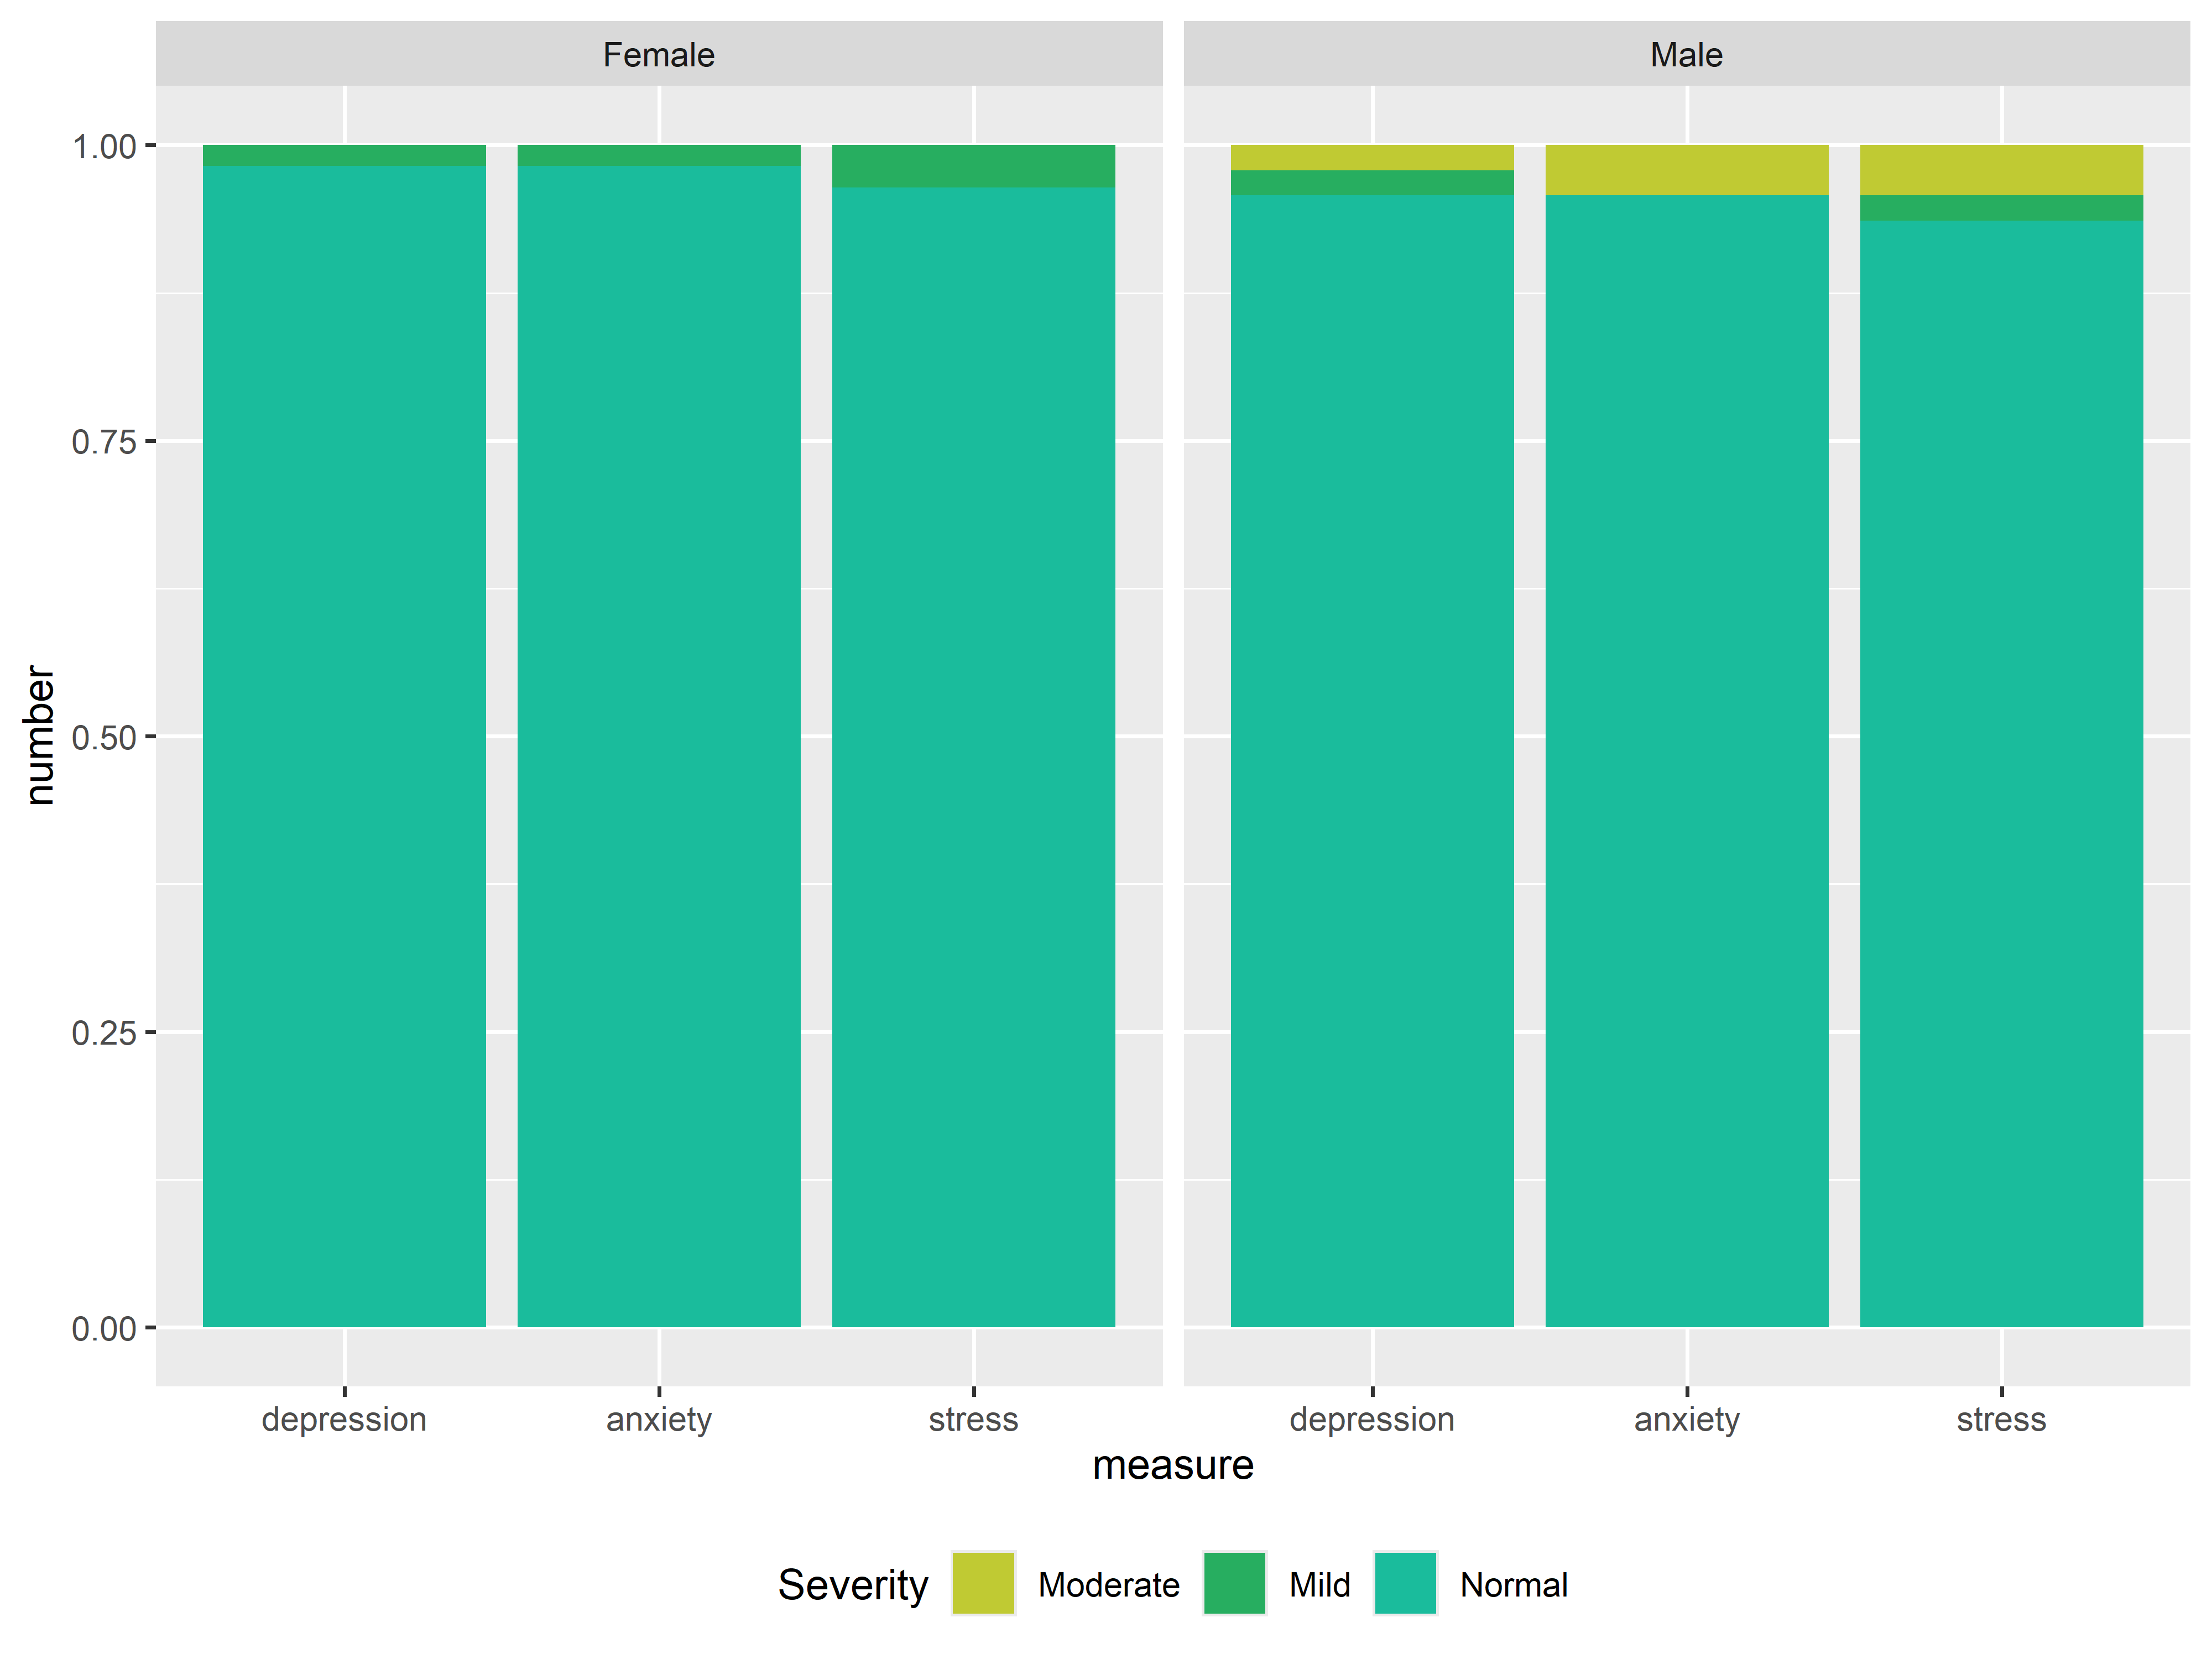 Female Male
1.00
0.75
0.50
0.25
0.00
number
depression anxiety stress depression anxiety stress
measure
Severity Moderate Mild Normal